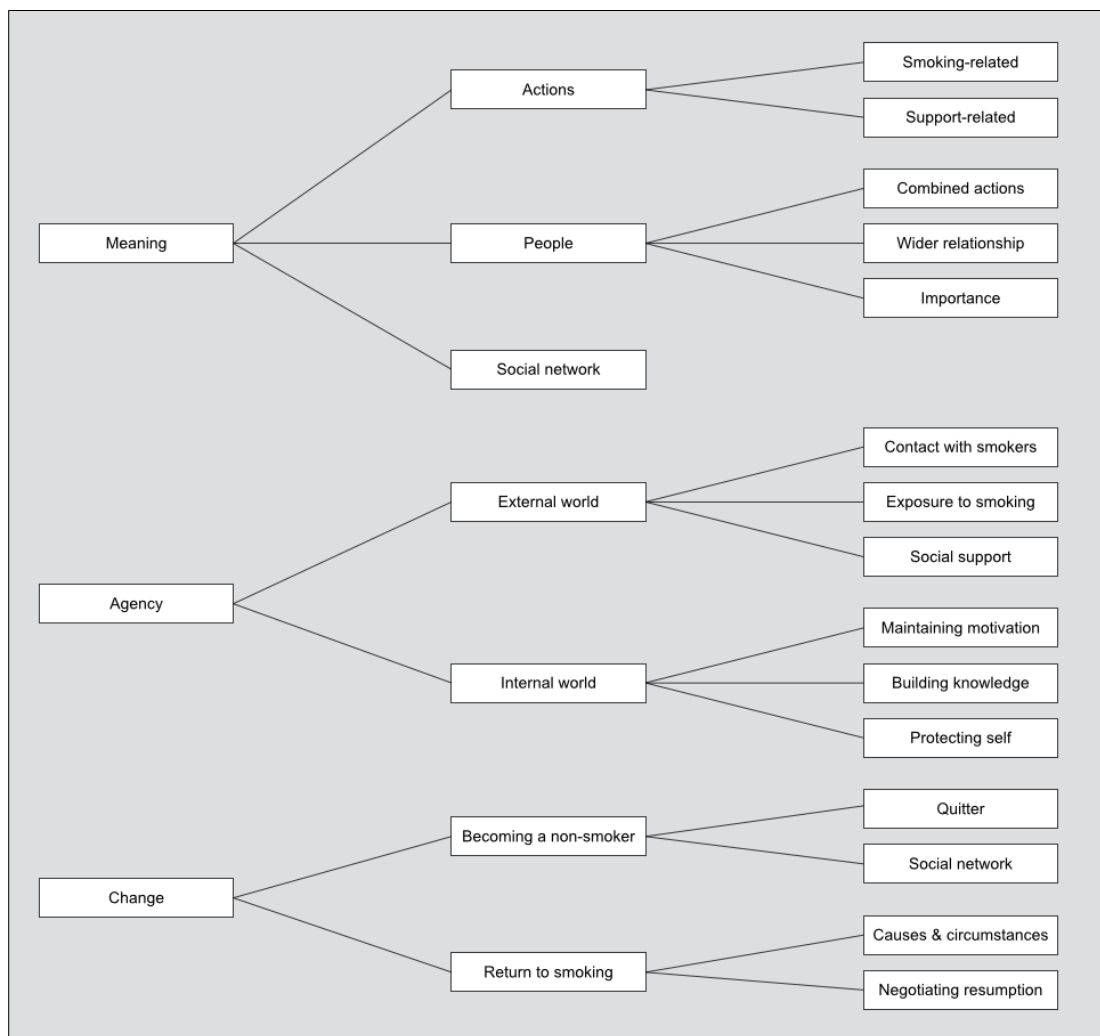 Meaning
Actions
Smoking-related
Support-related
People
Combined actions
Wider relationship
Importance
Social network
Agency
External world
Contact with smokers
Exposure to smoking
Social support
Internal world
Maintaining motivation
Building knowledge
Protecting self
Change
Becoming a non-smoker
Quitter
Social network
Return to smoking
Causes & circumstances
Negotiating resumption